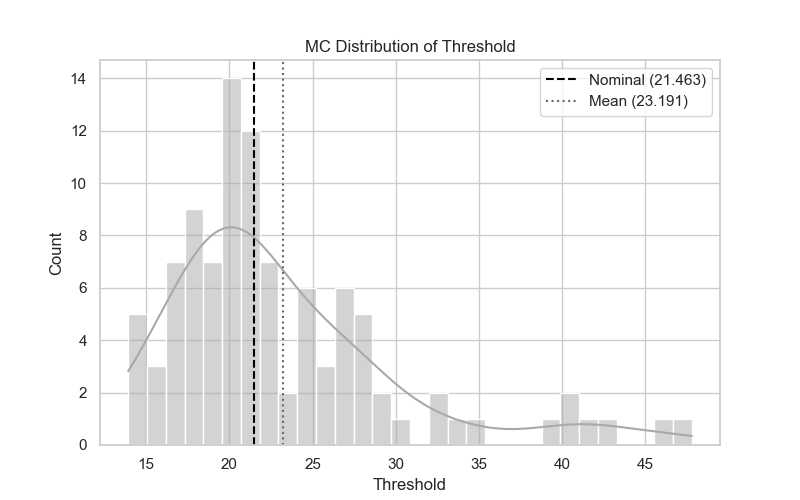 MC Distribution of Threshold
Nominal (21.463)
Mean (23.191)
Count
14
12
10
8
6
4
2
0
15 20 25 30 35 40 45
Threshold